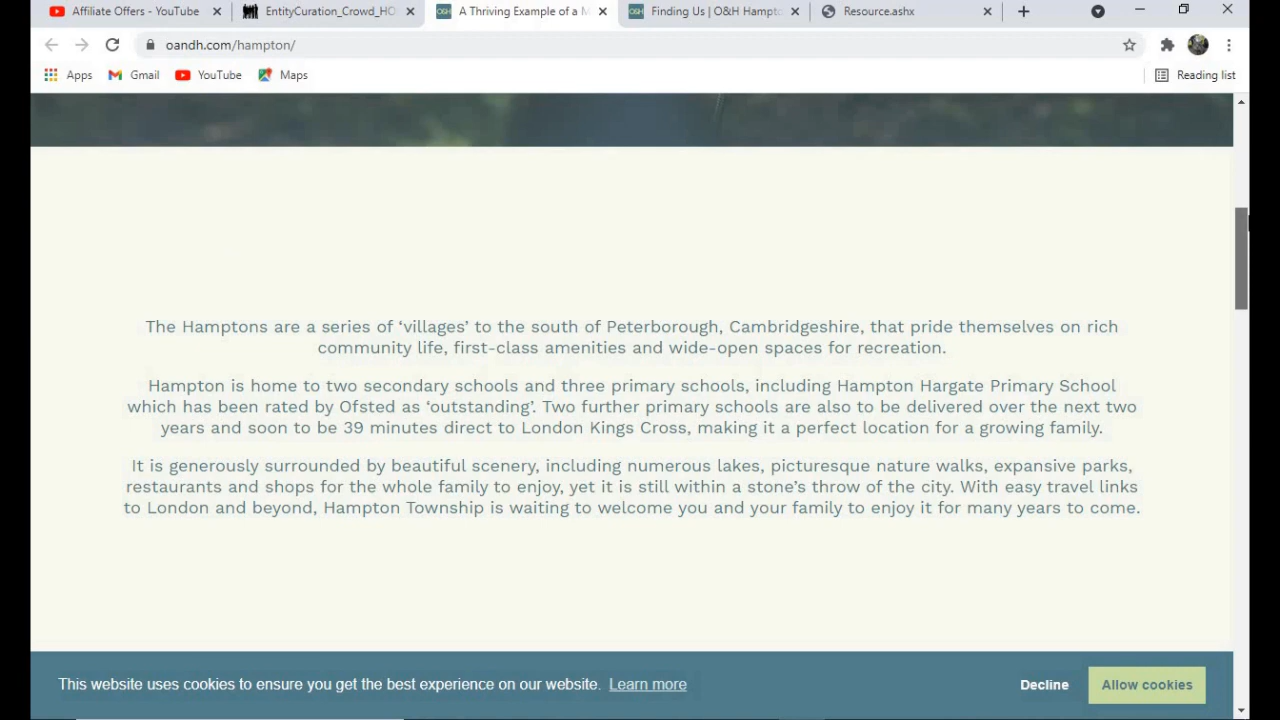 Affiliate Offers - YouTube
EntityCuration_Crowd_HO
A Thriving Example of a M
Finding Us | O&H Hampt
Resource.ashx
oandh.com/hampton/
Apps
Gmail
YouTube
Maps
Reading list
The Hamptons are a series of ‘villages’ to the south of Peterborough, Cambridgeshire, that pride themselves on rich
community life, first-class amenities and wide-open spaces for recreation.
Hampton is home to two secondary schools and three primary schools, including Hampton Hargate Primary School
which has been rated by Ofsted as ‘outstanding’. Two further primary schools are also to be delivered over the next two
years and soon to be 39 minutes direct to London Kings Cross, making it a perfect location for a growing family.
It is generously surrounded by beautiful scenery, including numerous lakes, picturesque nature walks, expansive parks,
restaurants and shops for the whole family to enjoy, yet it is still within a stone’s throw of the city. With easy travel links
to London and beyond, Hampton Township is waiting to welcome you and your family to enjoy it for many years to come.
This website uses cookies to ensure you get the best experience on our website. Learn more
Decline
Allow cookies